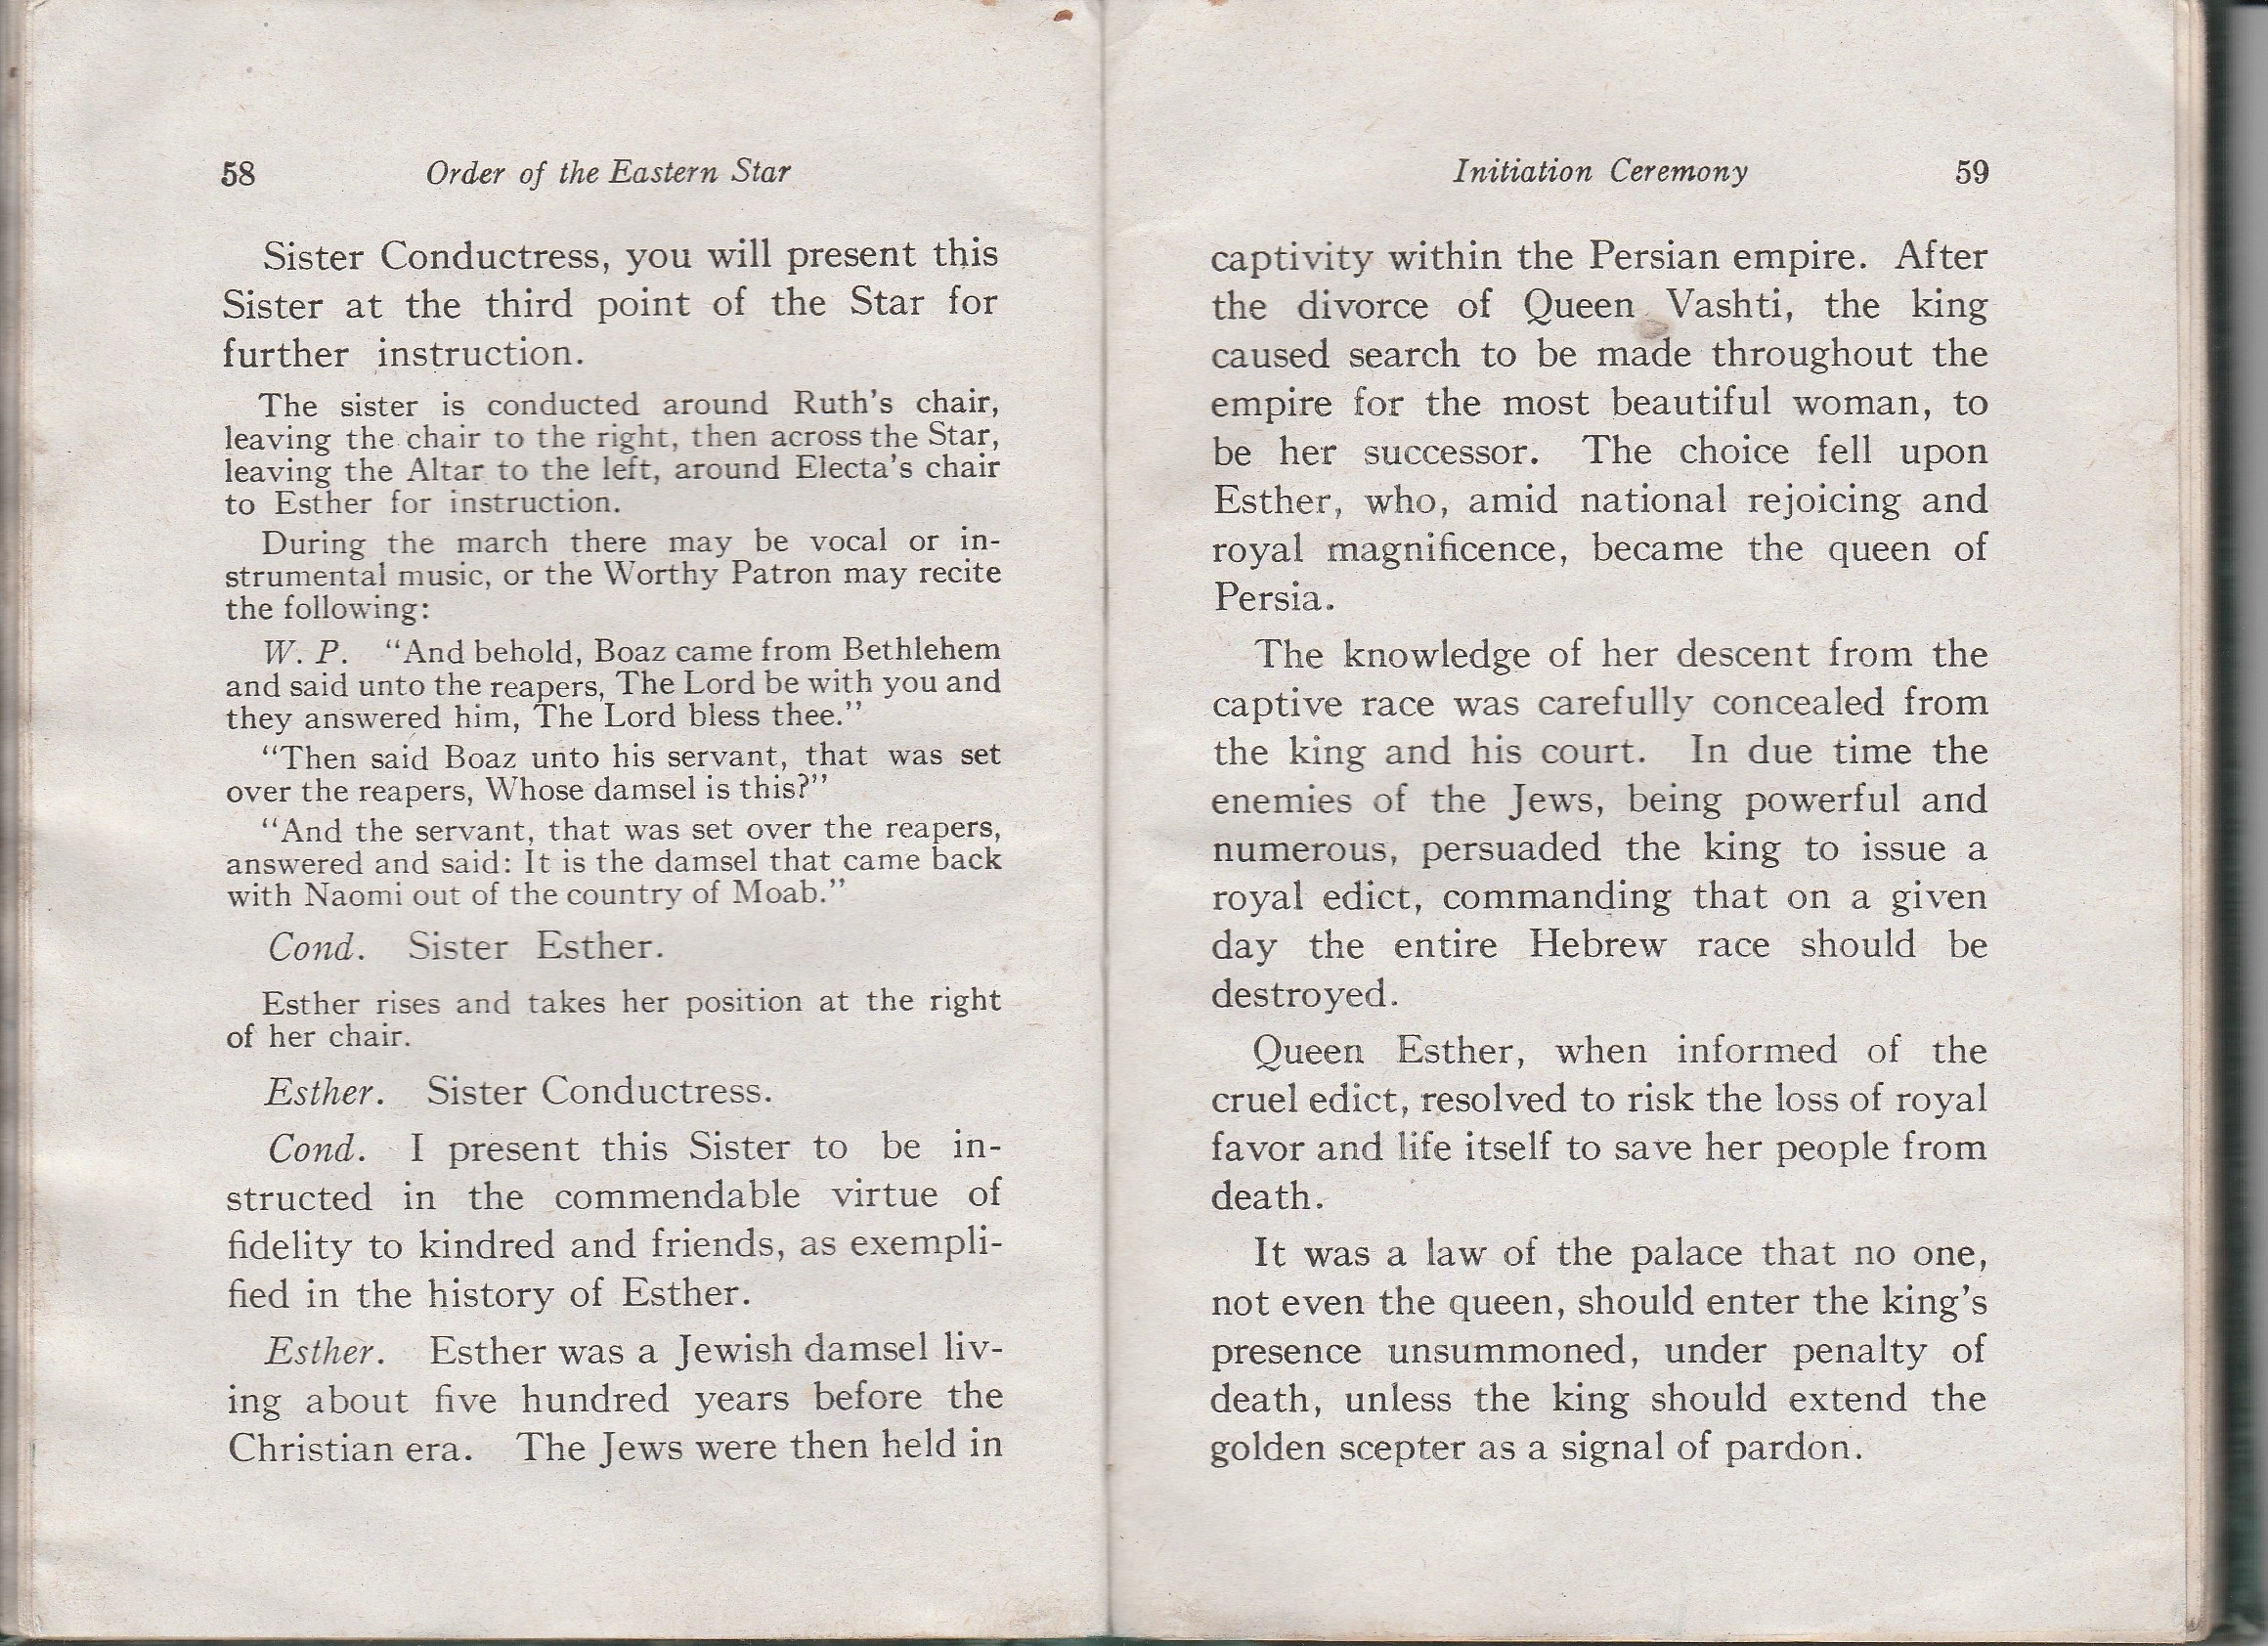 58 Order of the Eastern Star
Sister Conductress, you will present this
Sister at the third point of the Star for
further instruction.
The sister is conducted around Ruth's chair,
leaving the chair to the right, then across the Star,
leaving the Altar to the left, around Electa's chair
to Esther for instruction.
During the march there may be vocal or in-
strumental music, or the Worthy Patron may recite
the following:
W. P. "And behold, Boaz came from Bethlehem
and said unto the reapers, The Lord be with you and
they answered him, The Lord bless thee."
"Then said Boaz unto his servant, that was set
over the reapers, Whose damsel is this?"
"And the servant, that was set over the reapers,
answered and said: It is the damsel that came back
with Naomi out of the country of Moab."
Cond. Sister Esther.
Esther rises and takes her position at the right
of her chair.
Esther. Sister Conductress.
Cond. I present this Sister to be in-
structed in the commendable virtue of
fidelity to kindred and friends, as exempli-
fied in the history of Esther.
Esther. Esther was a Jewish damsel liv-
ing about five hundred years before the
Christian era. The Jews were then held in
Initiation Ceremony 59
captivity within the Persian empire. After
the divorce of Queen Vashti, the king
caused search to be made throughout the
empire for the most beautiful woman, to
be her successor. The choice fell upon
Esther, who, amid national rejoicing and
royal magnificence, became the queen of
Persia.
The knowledge of her descent from the
captive race was carefully concealed from
the king and his court. In due time the
enemies of the Jews, being powerful and
numerous, persuaded the king to issue a
royal edict, commanding that on a given
day the entire Hebrew race should be
destroyed.
Queen Esther, when informed of the
cruel edict, resolved to risk the loss of royal
favor and life itself to save her people from
death.
It was a law of the palace that no one,
not even the queen, should enter the king's
presence unsummoned, under penalty of
death, unless the king should extend the
golden scepter as a signal of pardon.